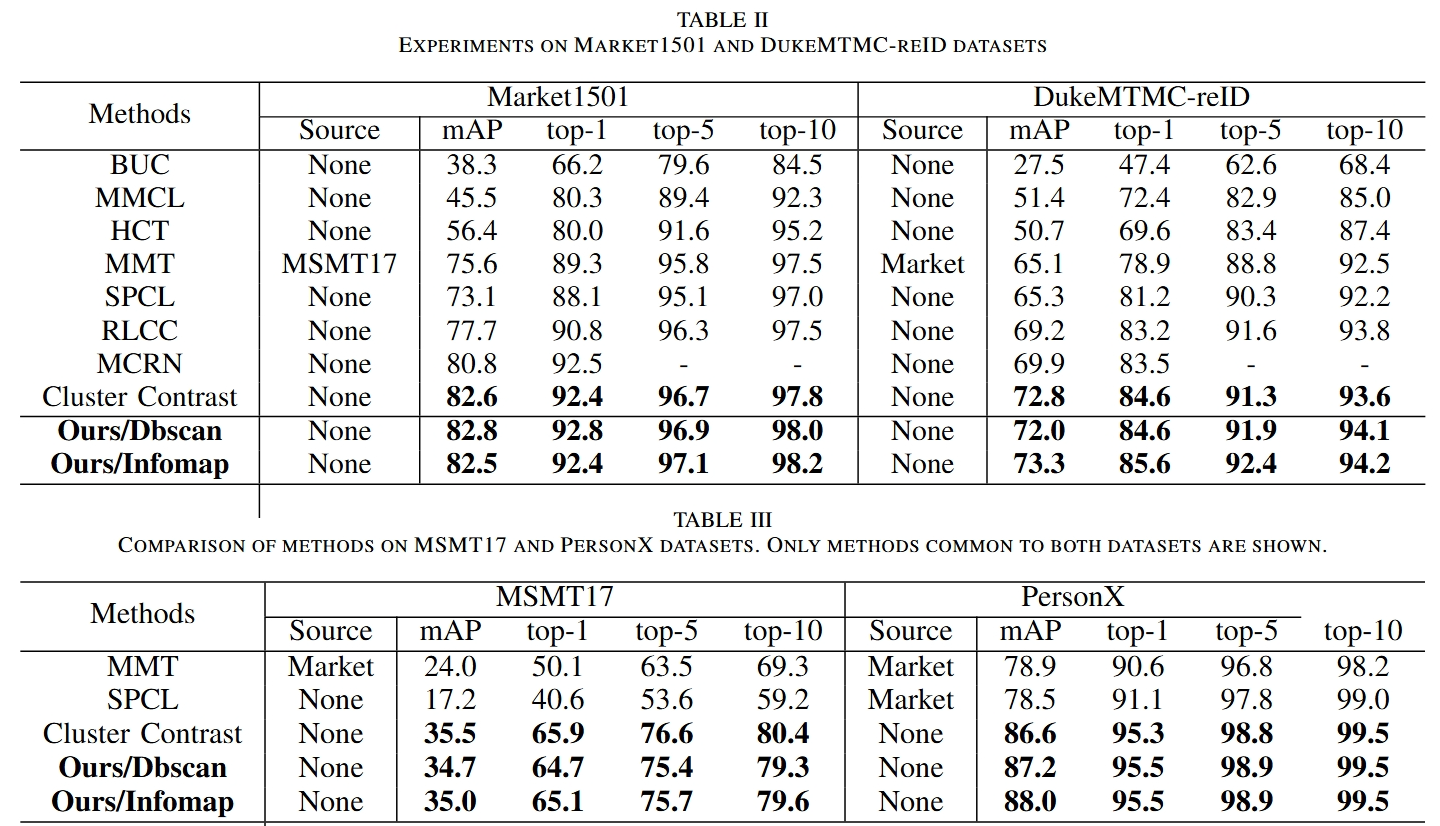 TABLE II
EXPERIMENTS ON MARKET1501 AND DUKEMTMC-REID DATASETS
Methods Market1501 DukeMTMC-reID
Source mAP top-1 top-5 top-10 Source mAP top-1 top-5 top-10
BUC None 38.3 66.2 79.6 84.5 None 27.5 47.4 62.6 68.4
MMCL None 45.5 80.3 89.4 92.3 None 51.4 72.4 82.9 85.0
HCT None 56.4 80.0 91.6 95.2 None 50.7 69.6 83.4 87.4
MMT MSMT17 75.6 89.3 95.8 97.5 Market 65.1 78.9 88.8 92.5
SPCL None 73.1 88.1 95.1 97.0 None 65.3 81.2 90.3 92.2
RLCC None 77.7 90.8 96.3 97.5 None 69.2 83.2 91.6 93.8
MCRN None 80.8 92.5 - - None 69.9 83.5 - -
Cluster Contrast None 82.6 92.4 96.7 97.8 None 72.8 84.6 91.3 93.6
Ours/Dbscan None 82.8 92.8 96.9 98.0 None 72.0 84.6 91.9 94.1
Ours/Infomap None 82.5 92.4 97.1 98.2 None 73.3 85.6 92.4 94.2
TABLE III
COMPARISON OF METHODS ON MSMT17 AND PERSONX DATASETS. ONLY METHODS COMMON TO BOTH DATASETS ARE SHOWN.
Methods MSMT17 PersonX
Source mAP top-1 top-5 top-10 Source mAP top-1 top-5 top-10
MMT Market 24.0 50.1 63.5 69.3 Market 78.9 90.6 96.8 98.2
SPCL None 17.2 40.6 53.6 59.2 Market 78.5 91.1 97.8 99.0
Cluster Contrast None 35.5 65.9 76.6 80.4 None 86.6 95.3 98.8 99.5
Ours/Dbscan None 34.7 64.7 75.4 79.3 None 87.2 95.5 98.9 99.5
Ours/Infomap None 35.0 65.1 75.7 79.6 None 88.0 95.5 98.9 99.5